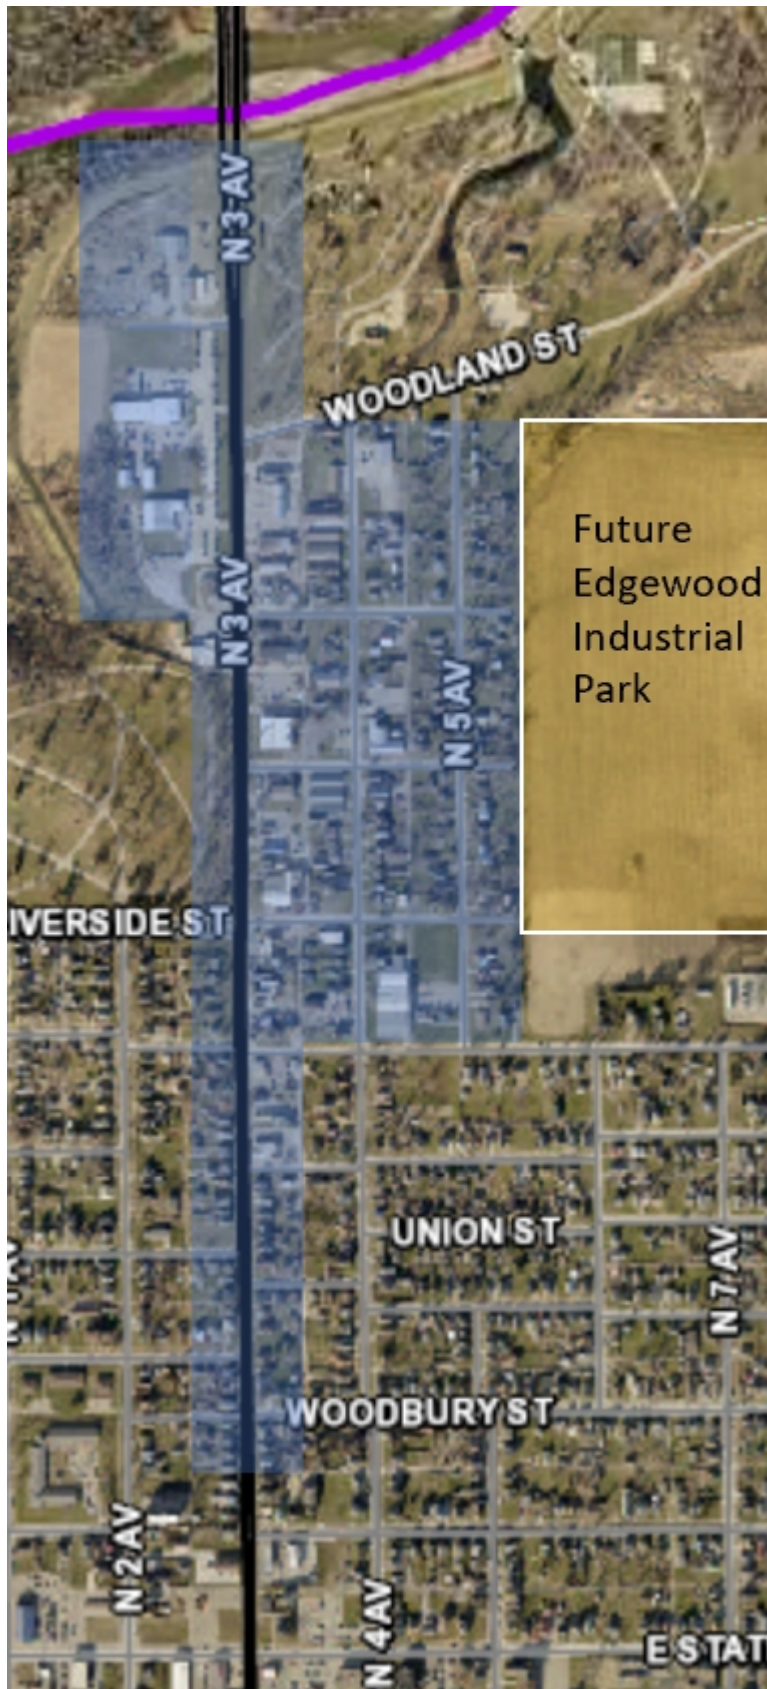 N 3 AV
WOODLAND ST
Future
Edgewood
Industrial
Park
N 3 AV
N 5 AV
IVERSIDE ST
UNION ST
N 7 AV
WOODBURY ST
N 2 AV
N 4 AV
E STAT